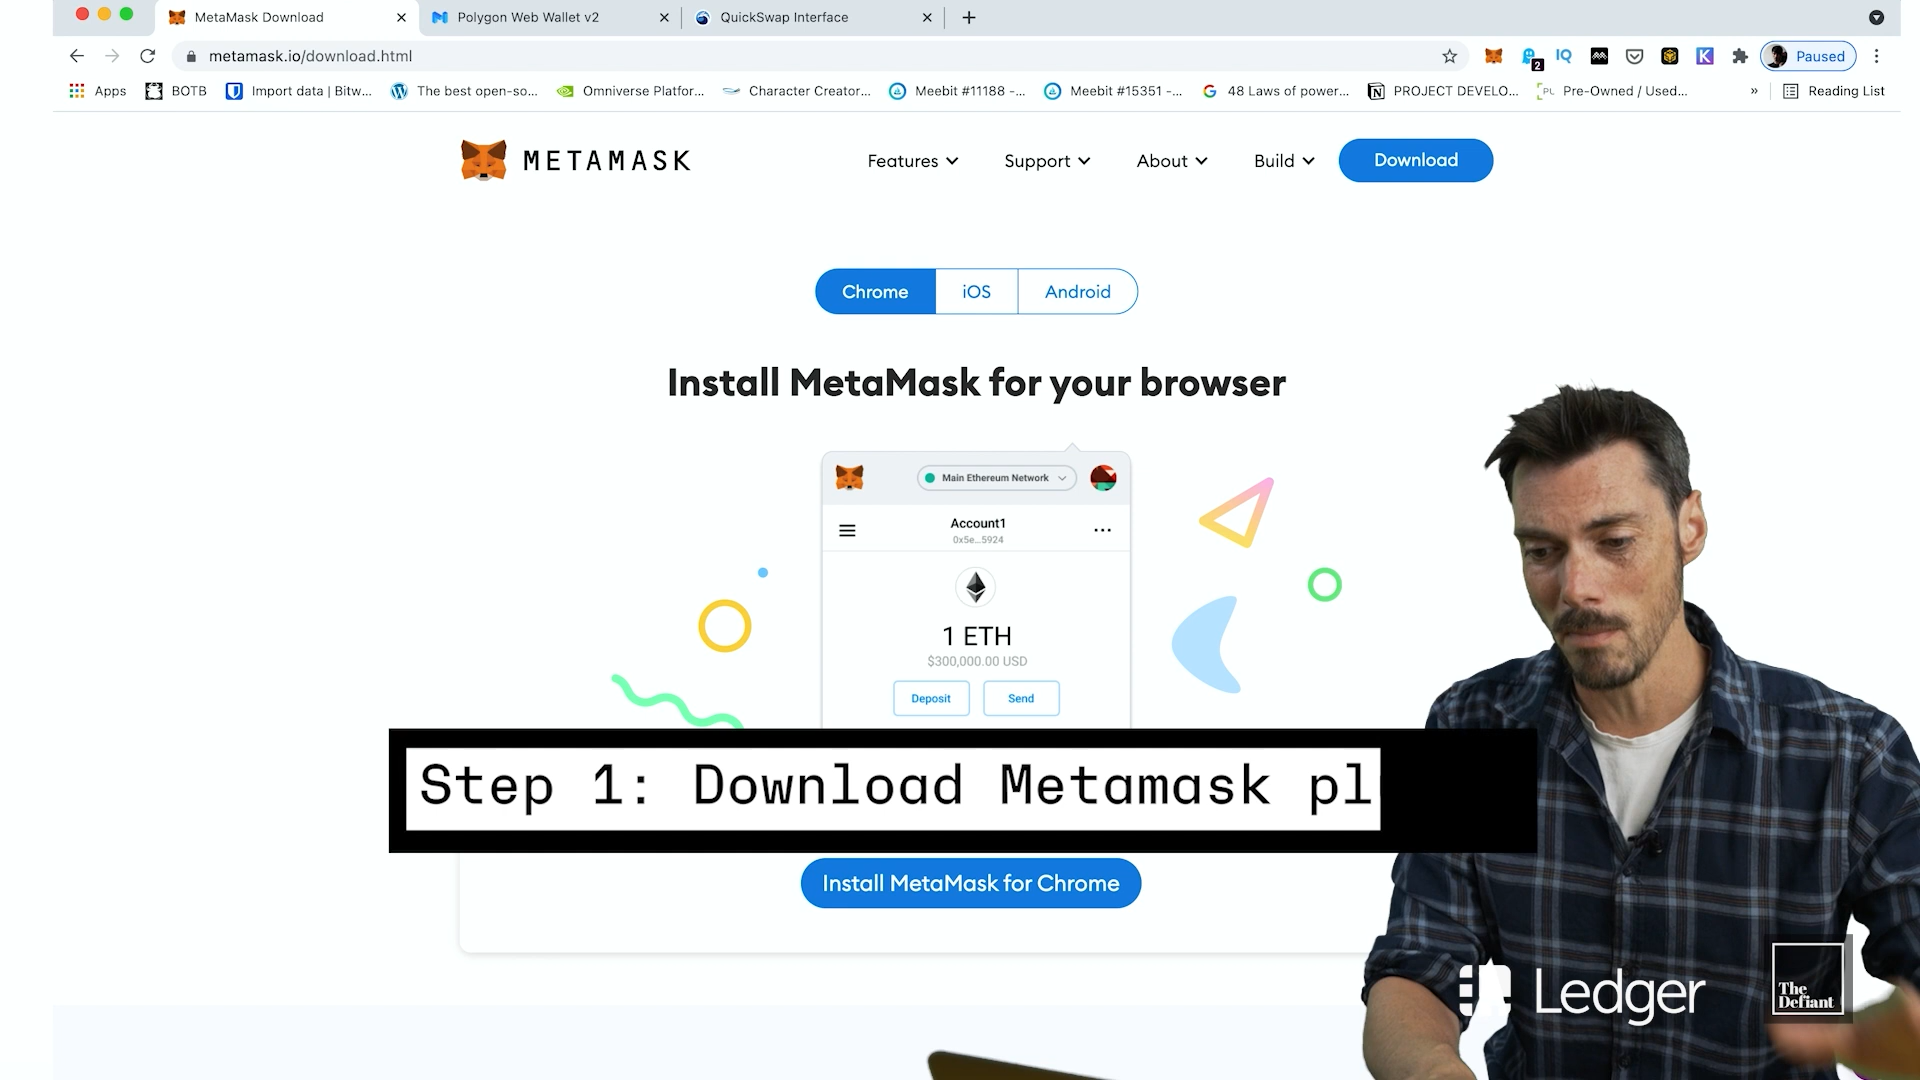 MetaMask Download
Polygon Web Wallet v2
QuickSwap Interface
metamask.io/download.html
2
IQ
K
Paused
Apps
BOTB
Import data | Bitw...
The best open-so...
Omniverse Platfor...
Character Creator...
Meebit #11188 -...
Meebit #15351 -...
48 Laws of power...
PROJECT DEVELO...
Pre-Owned / Used...
»
Reading List
METAMASK
Features
Support
About
Build
Download
Chrome
iOS
Android
Install MetaMask for your browser
Main Ethereum Network
Account1
0x5e...5924
1 ETH
$300,000.00 USD
Deposit
Send
Step 1: Download Metamask pl
Install MetaMask for Chrome
Ledger
The
Defiant